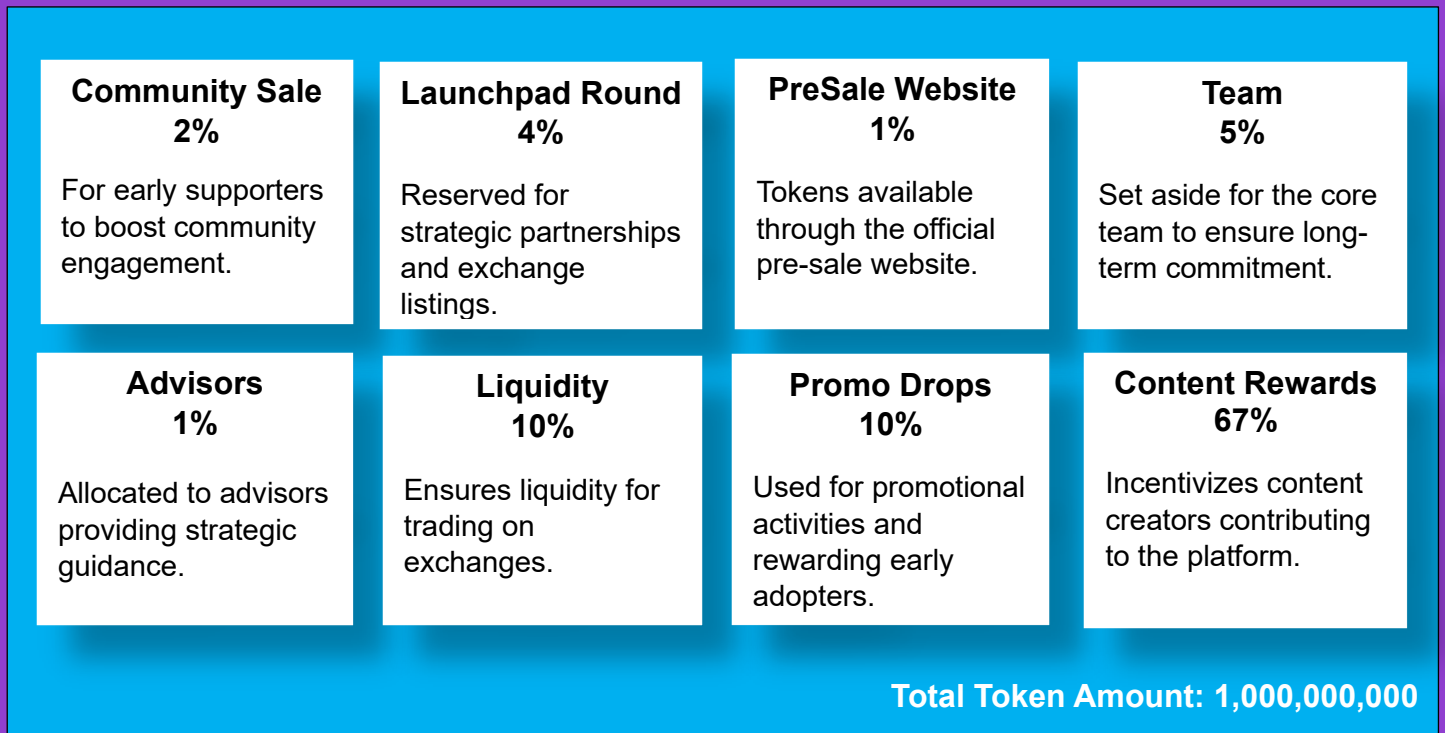 Community Sale
2%
For early supporters
to boost community
engagement.
Launchpad Round
4%
Reserved for
strategic partnerships
and exchange
listings.
PreSale Website
1%
Tokens available
through the official
pre-sale website.
Team
5%
Set aside for the core
team to ensure long-
term commitment.
Advisors
1%
Allocated to advisors
providing strategic
guidance.
Liquidity
10%
Ensures liquidity for
trading on
exchanges.
Promo Drops
10%
Used for promotional
activities and
rewarding early
adopters.
Content Rewards
67%
Incentivizes content
creators contributing
to the platform.
Total Token Amount: 1,000,000,000